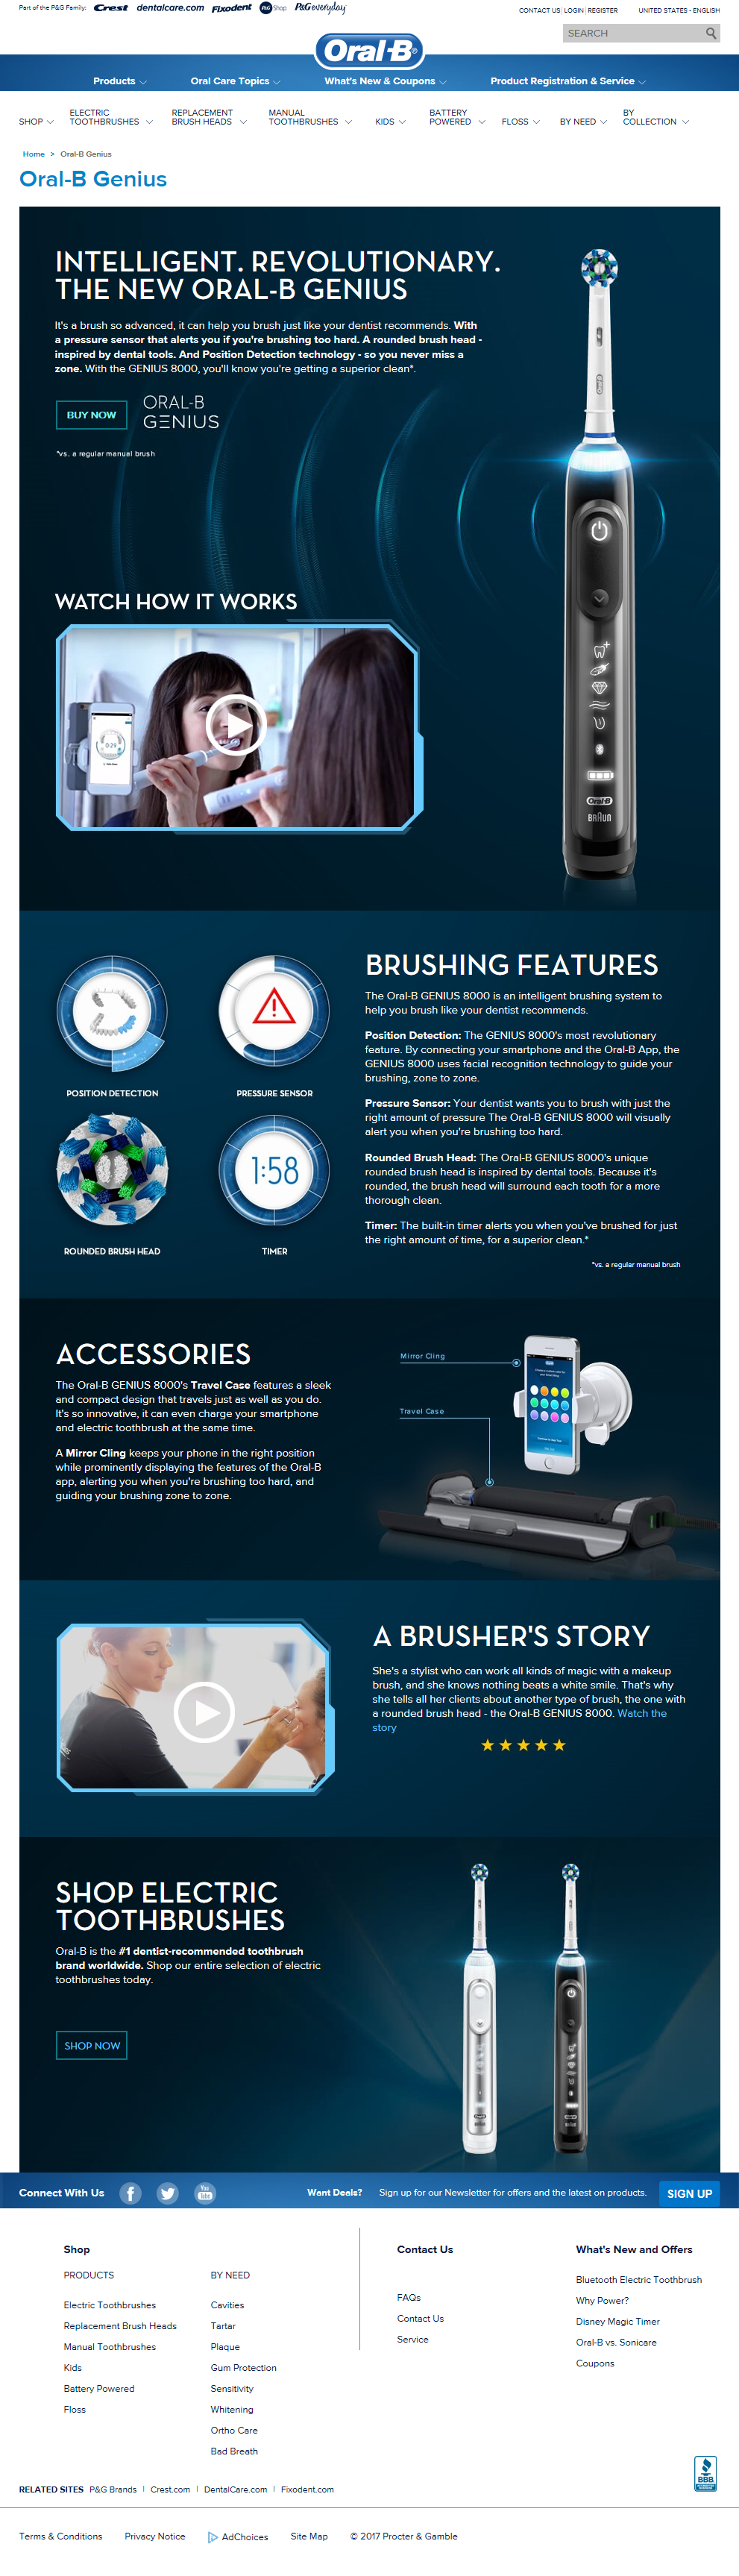 Part of the P&G Family: Crest dentalcare.com Fixodent P&G Shop P&Geveryday
CONTACT US LOGIN REGISTER UNITED STATES - ENGLISH
SEARCH
Oral-B
Products Oral Care Topics What's New & Coupons Product Registration & Service
SHOP
ELECTRIC
TOOTHBRUSHES
REPLACEMENT
BRUSH HEADS
MANUAL
TOOTHBRUSHES
KIDS
BATTERY
POWERED
FLOSS
BY NEED
BY
COLLECTION
Home > Oral-B Genius
Oral-B Genius
INTELLIGENT. REVOLUTIONARY.
THE NEW ORAL-B GENIUS
It's a brush so advanced, it can help you brush just like your dentist recommends. With
a pressure sensor that alerts you if you're brushing too hard. A rounded brush head -
inspired by dental tools. And Position Detection technology - so you never miss a
zone. With the GENIUS 8000, you'll know you're getting a superior clean*.
BUY NOW
ORAL-B
GENIUS
*vs. a regular manual brush
Oral-B
WATCH HOW IT WORKS
0:29
Oral-B
BRAUN
BRUSHING FEATURES
The Oral-B GENIUS 8000 is an intelligent brushing system to
help you brush like your dentist recommends.
Position Detection: The GENIUS 8000's most revolutionary
feature. By connecting your smartphone and the Oral-B App, the
GENIUS 8000 uses facial recognition technology to guide your
brushing, zone to zone.
Pressure Sensor: Your dentist wants you to brush with just the
right amount of pressure The Oral-B GENIUS 8000 will visually
alert you when you're brushing too hard.
Rounded Brush Head: The Oral-B GENIUS 8000's unique
rounded brush head is inspired by dental tools. Because it's
rounded, the brush head will surround each tooth for a more
thorough clean.
Timer: The built-in timer alerts you when you've brushed for just
the right amount of time, for a superior clean.*
*vs. a regular manual brush
POSITION DETECTION
PRESSURE SENSOR
1:58
ROUNDED BRUSH HEAD
TIMER
ACCESSORIES
The Oral-B GENIUS 8000's Travel Case features a sleek
and compact design that travels just as well as you do.
It's so innovative, it can even charge your smartphone
and electric toothbrush at the same time.
A Mirror Cling keeps your phone in the right position
while prominently displaying the features of the Oral-B
app, alerting you when you're brushing too hard, and
guiding your brushing zone to zone.
Mirror Cling
Travel Case
A BRUSHER'S STORY
She's a stylist who can work all kinds of magic with a makeup
brush, and she knows nothing beats a white smile. That's why
she tells all her clients about another type of brush, the one with
a rounded brush head - the Oral-B GENIUS 8000. Watch the
story
SHOP ELECTRIC
TOOTHBRUSHES
Oral-B is the #1 dentist-recommended toothbrush
brand worldwide. Shop our entire selection of electric
toothbrushes today.
SHOP NOW
Connect With Us
You Tube
Want Deals? Sign up for our Newsletter for offers and the latest on products. SIGN UP
Shop
PRODUCTS
Electric Toothbrushes
Replacement Brush Heads
Manual Toothbrushes
Kids
Battery Powered
Floss
BY NEED
Cavities
Tartar
Plaque
Gum Protection
Sensitivity
Whitening
Ortho Care
Bad Breath
Contact Us
FAQs
Contact Us
Service
What's New and Offers
Bluetooth Electric Toothbrush
Why Power?
Disney Magic Timer
Oral-B vs. Sonicare
Coupons
BBB
RELATED SITES P&G Brands | Crest.com | DentalCare.com | Fixodent.com
Terms & Conditions Privacy Notice AdChoices Site Map © 2017 Procter & Gamble